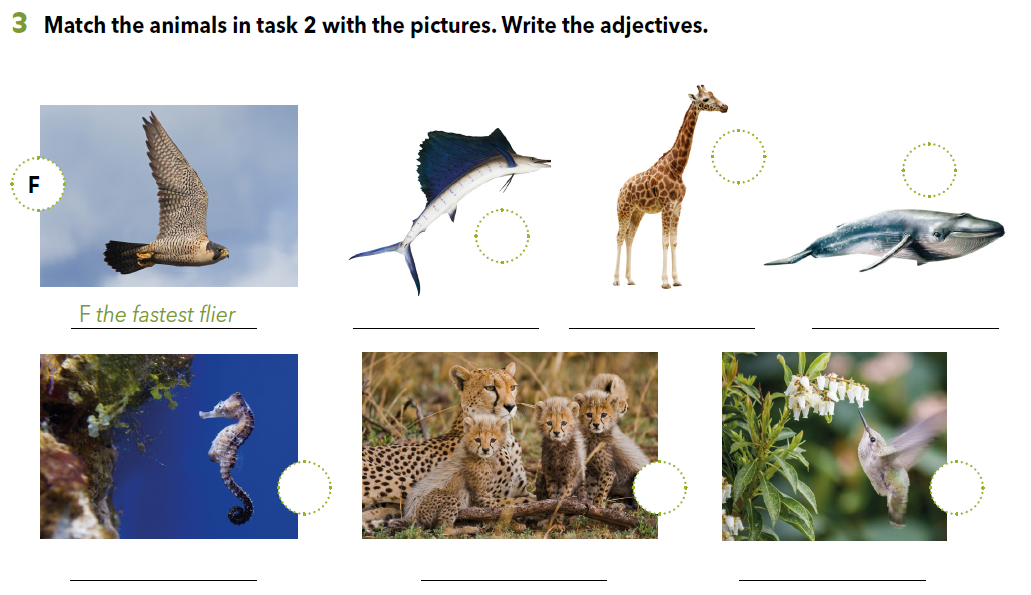 3 Match the animals in task 2 with the pictures. Write the adjectives.
F
F the fastest flier